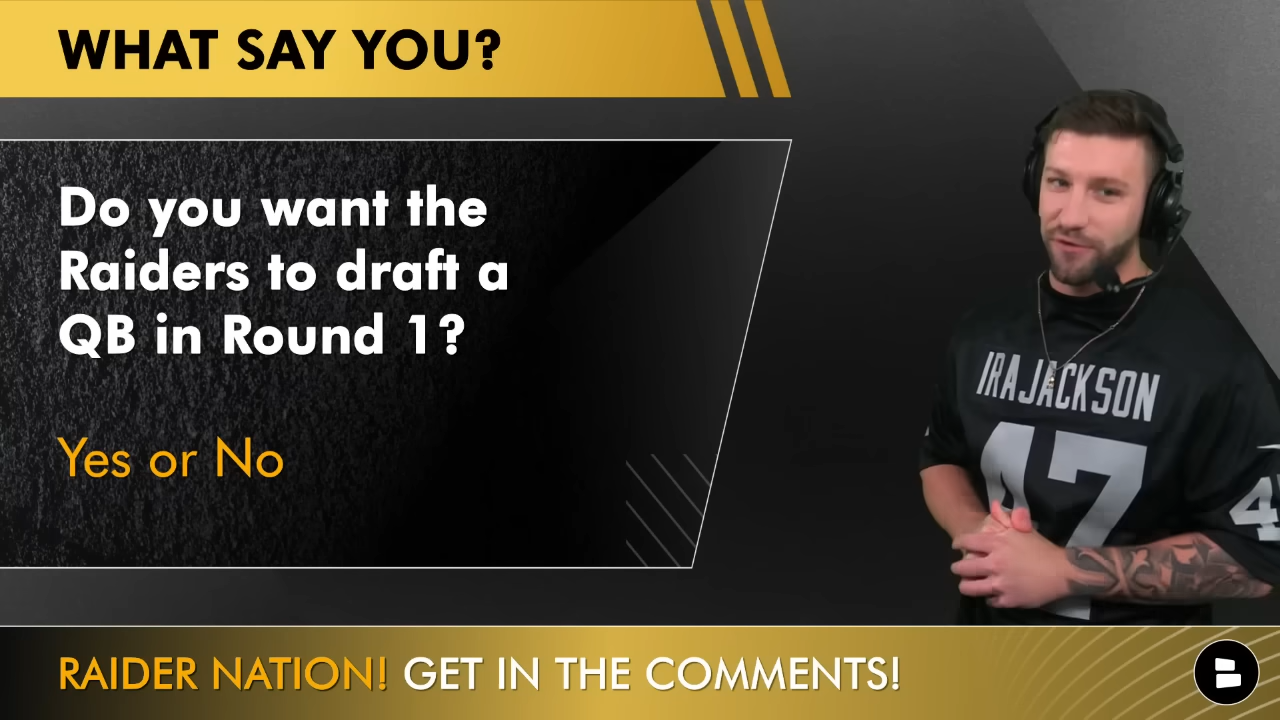 WHAT SAY YOU?
Do you want the
Raiders to draft a
QB in Round 1?
Yes or No
IRAJACKSON
47
4
RAIDER NATION! GET IN THE COMMENTS!